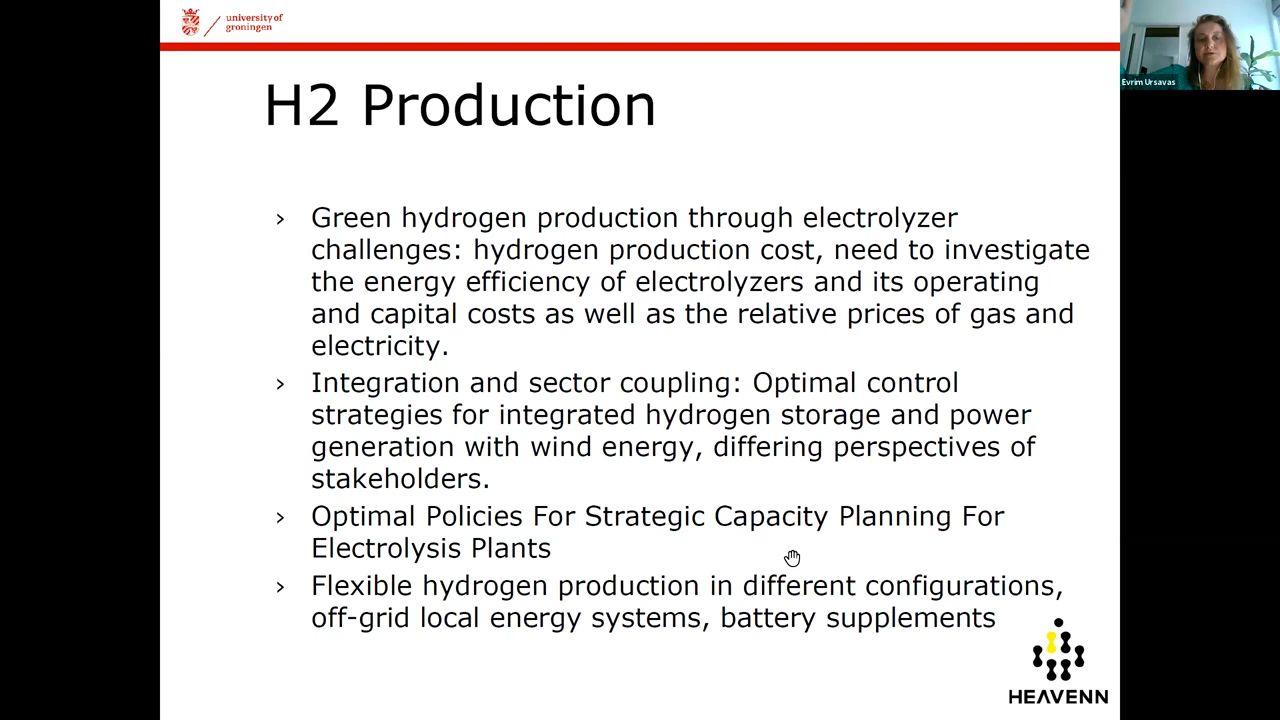 university of
groningen
Evrim Ursavas
H2 Production
› Green hydrogen production through electrolyzer
challenges: hydrogen production cost, need to investigate
the energy efficiency of electrolyzers and its operating
and capital costs as well as the relative prices of gas and
electricity.
› Integration and sector coupling: Optimal control
strategies for integrated hydrogen storage and power
generation with wind energy, differing perspectives of
stakeholders.
› Optimal Policies For Strategic Capacity Planning For
Electrolysis Plants
› Flexible hydrogen production in different configurations,
off-grid local energy systems, battery supplements
HEAVENN